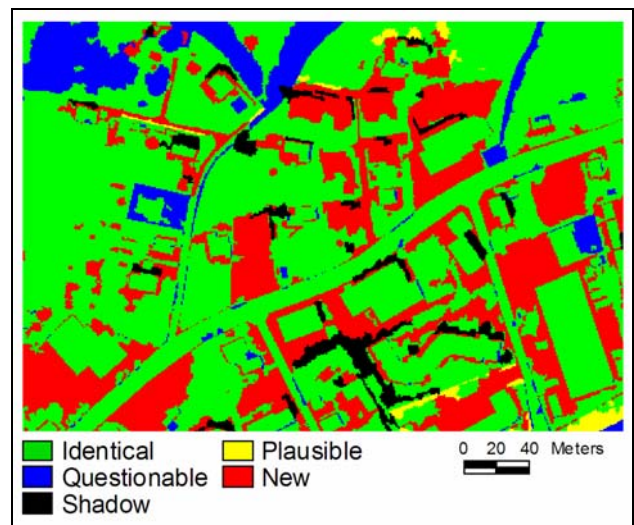 Identical
Plausible
0 20 40 Meters
Questionable
New
Shadow